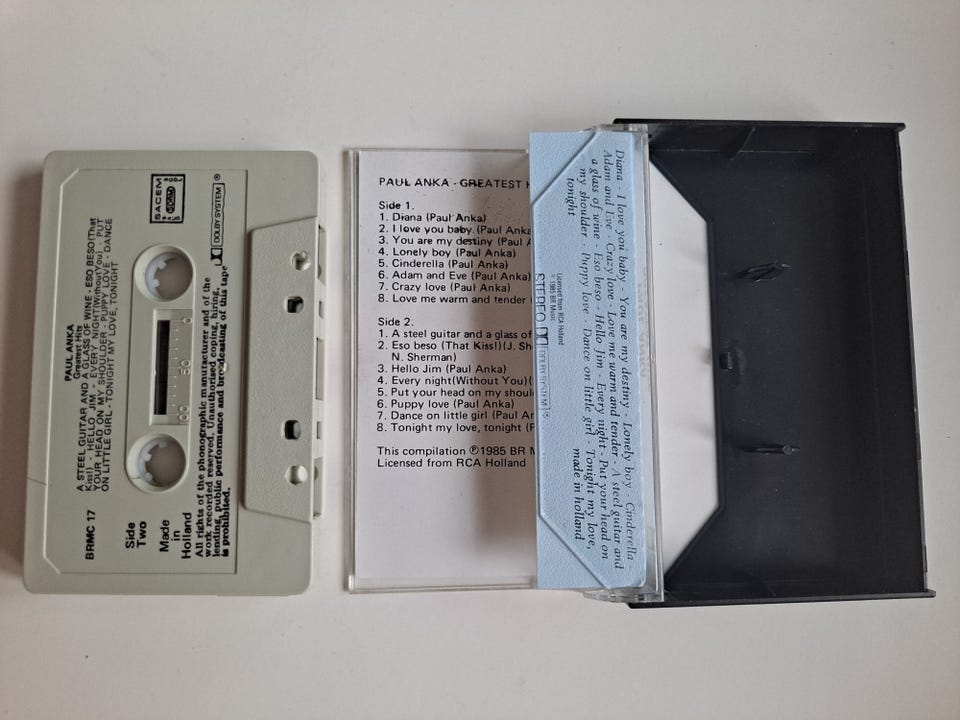 PAUL ANKA
Greatest Hits
A STEEL GUITAR AND A GLASS OF WINE - ESO BESO(That
Kiss!) - HELLO JIM - EVERY NIGHT(WithoutYou) - PUT
YOUR HEAD ON MY SHOULDER - PUPPY LOVE - DANCE
ON LITTLE GIRL - TONIGHT MY LOVE, TONIGHT
SACEM
BRMC 17
Side
Two
Made
in
Holland
0
50
100
DOLBY SYSTEM ®
All rights of the phonographic manufacturer and of the
work recorded reserved. Unauthorised copying, hiring,
lending, public performance and broadcasting of this tape
is prohibited.
PAUL ANKA - GREATEST
Side 1.
1. Diana (Paul Anka)
2. I love you baby (Paul Anka
3. You are my destiny (Paul A
4. Lonely boy (Paul Anka)
5. Cinderella (Paul Anka)
6. Adam and Eve (Paul Anka)
7. Crazy love (Paul Anka)
8. Love me warm and tender (
Side 2.
1. A steel guitar and a glass of
2. Eso beso (That Kiss!)(J. Sh
N. Sherman)
3. Hello Jim (Paul Anka)
4. Every night(Without You)(
5. Put your head on my shoul
6. Puppy love (Paul Anka)
7. Dance on little girl (Paul An
8. Tonight my love, tonight (P
This compilation ℗1985 BR M
Licensed from RCA Holland
Diana - I love you baby - You are my destiny - Lonely boy - Cinderella -
Adam and Eve - Crazy love - Love me warm and tender - A steel guitar and
a glass of wine - Eso beso - Hello Jim - Every night - Put your head on
my shoulder - Puppy love - Dance on little girl - Tonight my love,
tonight
made in holland
Licensed from RCA Holland
℗ 1985 BR Music
STEREO DOLBY SYSTEM ®